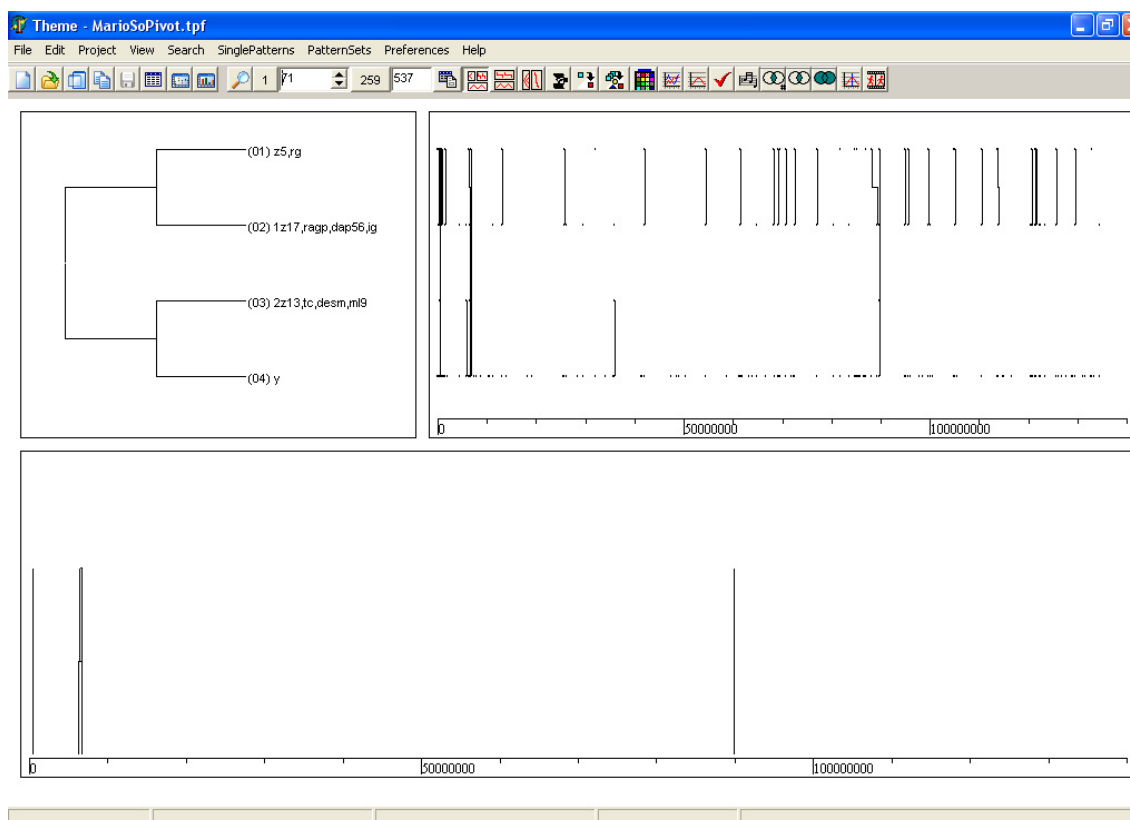 Theme - MarioSoPivot.tpf
File Edit Project View Search SinglePatterns PatternSets Preferences Help
1 71 259 537
(01) z5,rg
(02) 1z17,ragp,dap56,ig
(03) 2z13,tc,desm,ml9
(04) y
0 50000000 100000000
0 50000000 100000000